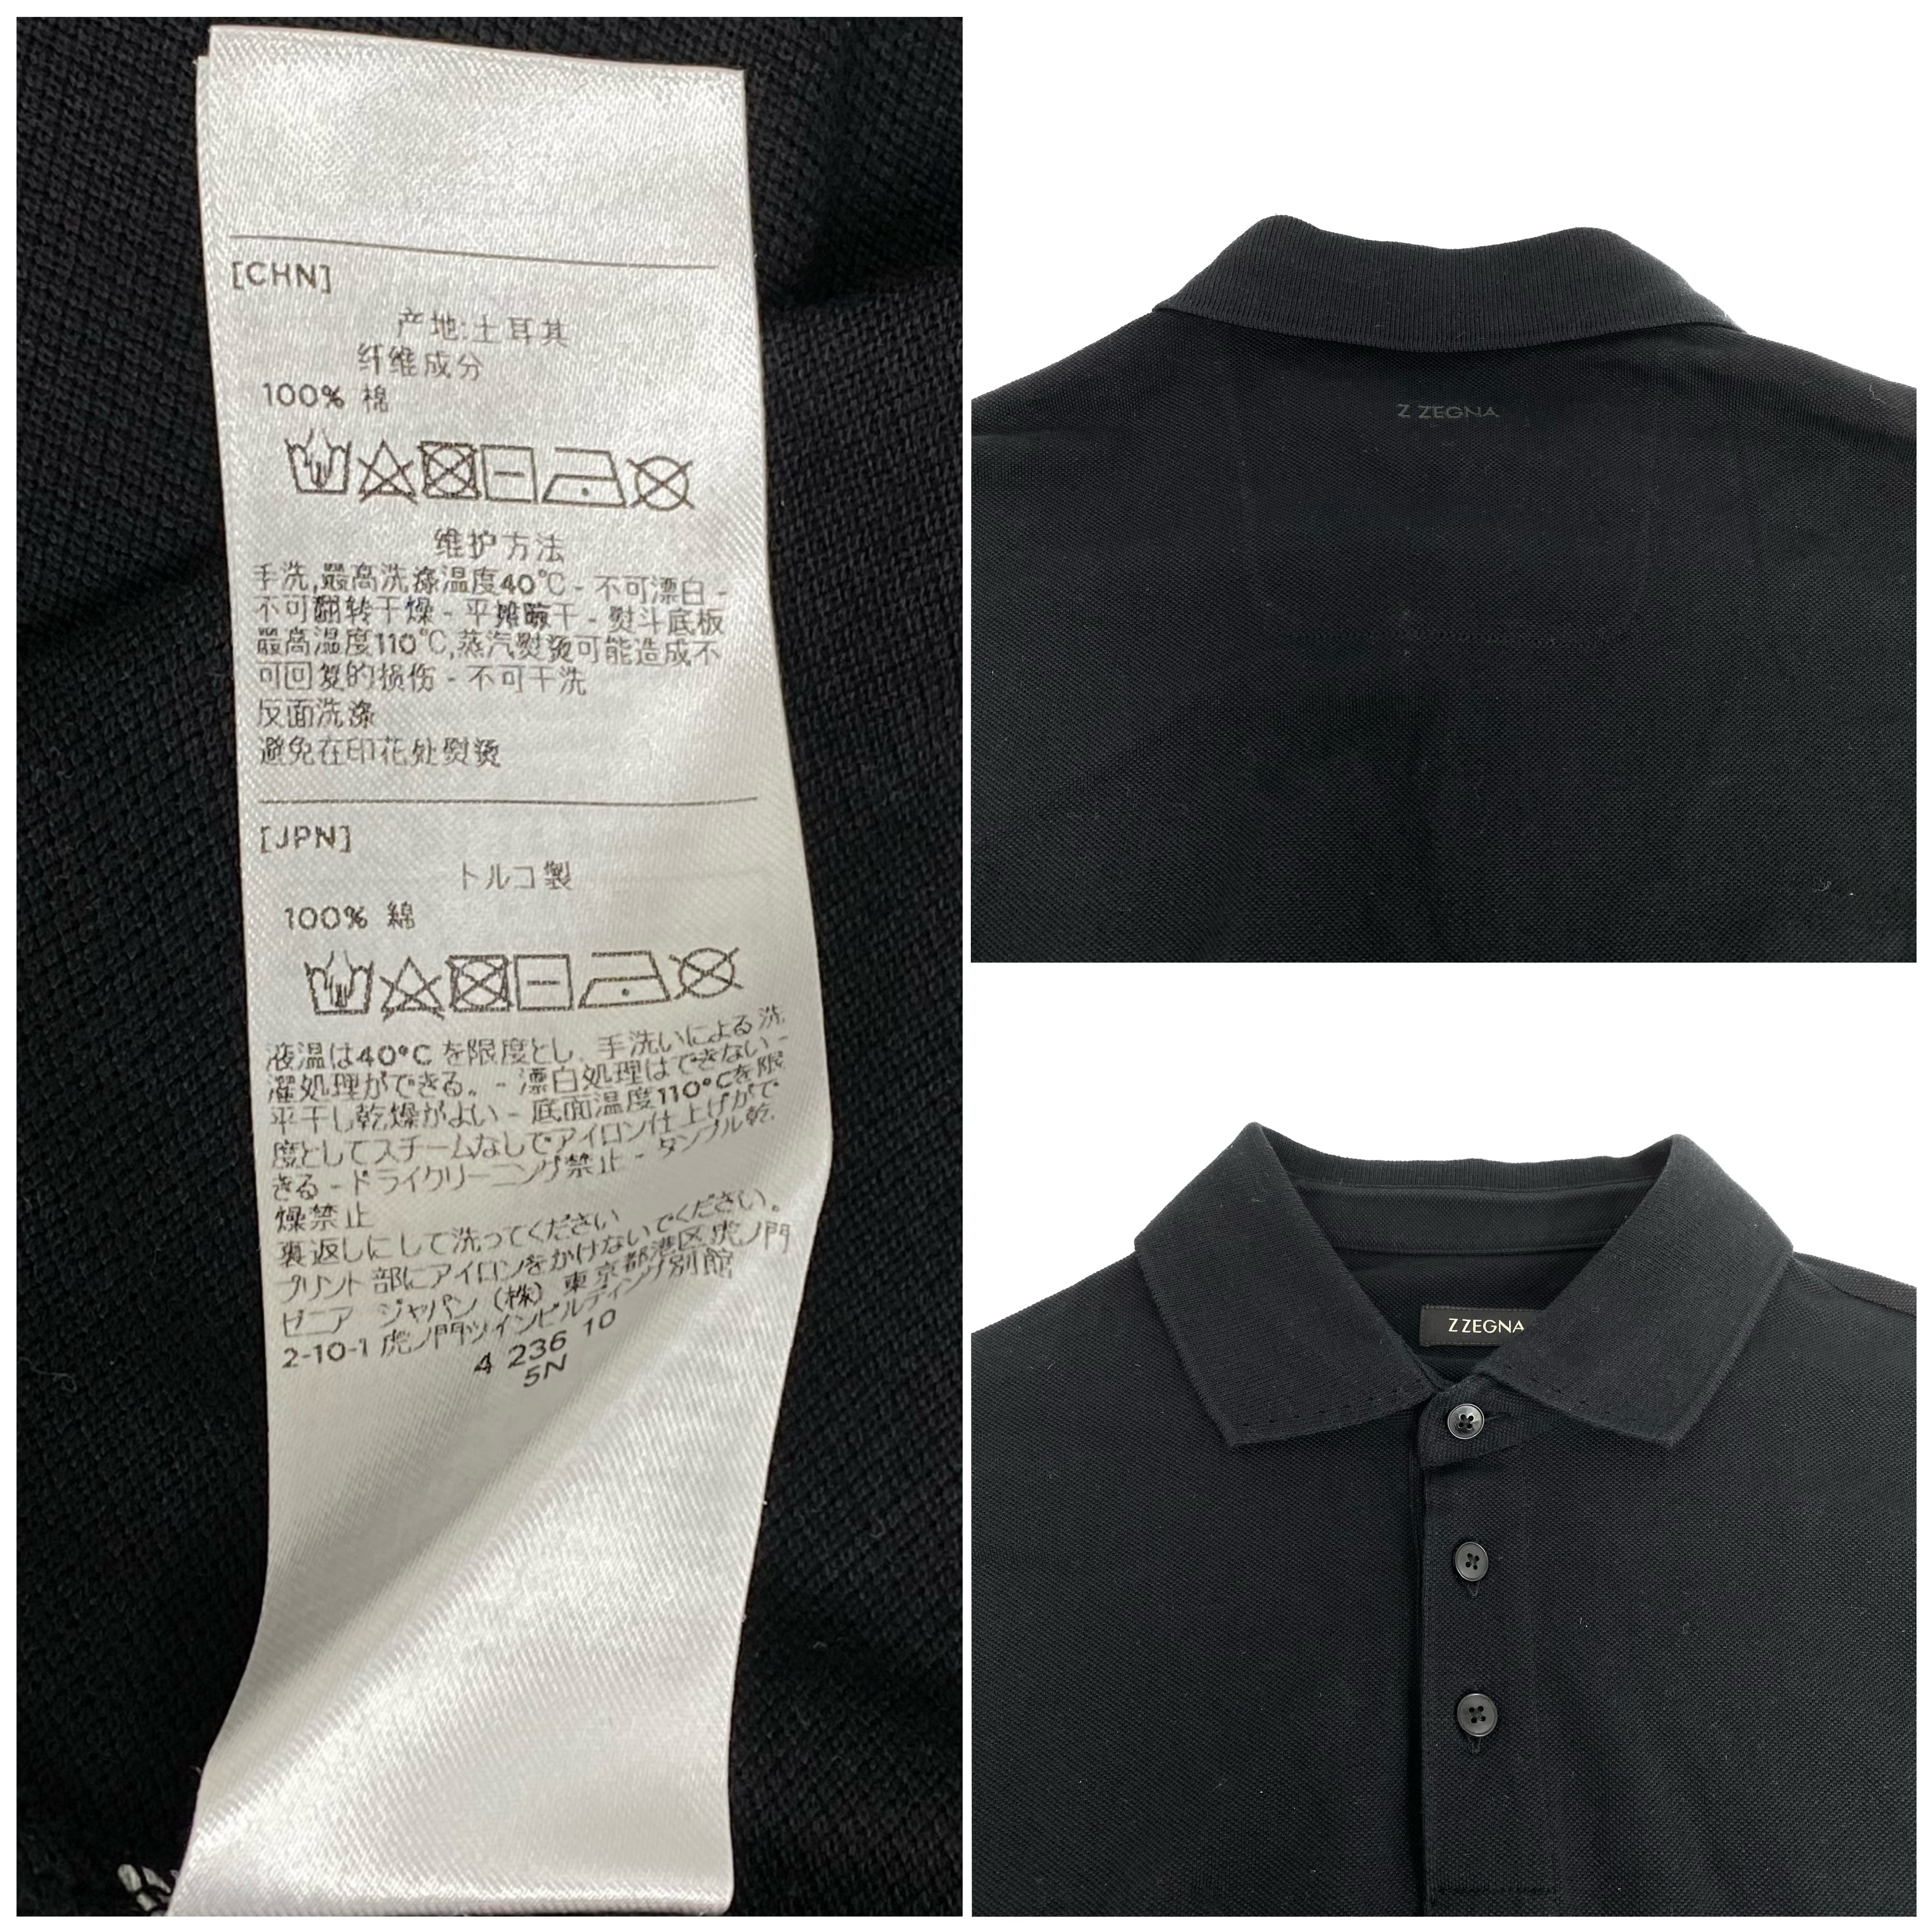 [CHN]
产地:土耳其
纤维成分
100% 棉
维护方法
手洗,最高洗涤温度40°C - 不可漂白 -
不可翻转干燥 - 平摊晾干 - 熨斗底板
最高温度110°C,蒸汽熨烫可能造成不
可回复的损伤 - 不可干洗
反面洗涤
避免在印花处熨烫
[JPN]
トルコ製
100% 綿
液温は40°C を限度とし、手洗いによる洗
濯処理ができる。 - 漂白処理はできない -
平干し乾燥がよい - 底面温度110°Cを限
度としてスチームなしでアイロン仕上げがで
きる - ドライクリーニング禁止 - タンブル乾
燥禁止
裏返しにして洗ってください
プリント部にアイロンをかけないでください。
ゼニア ジャパン (株) 東京都港区虎ノ門
2-10-1 虎ノ門ツインビルディング別館
4 236 10
5N
Z ZEGNA
Z ZEGNA